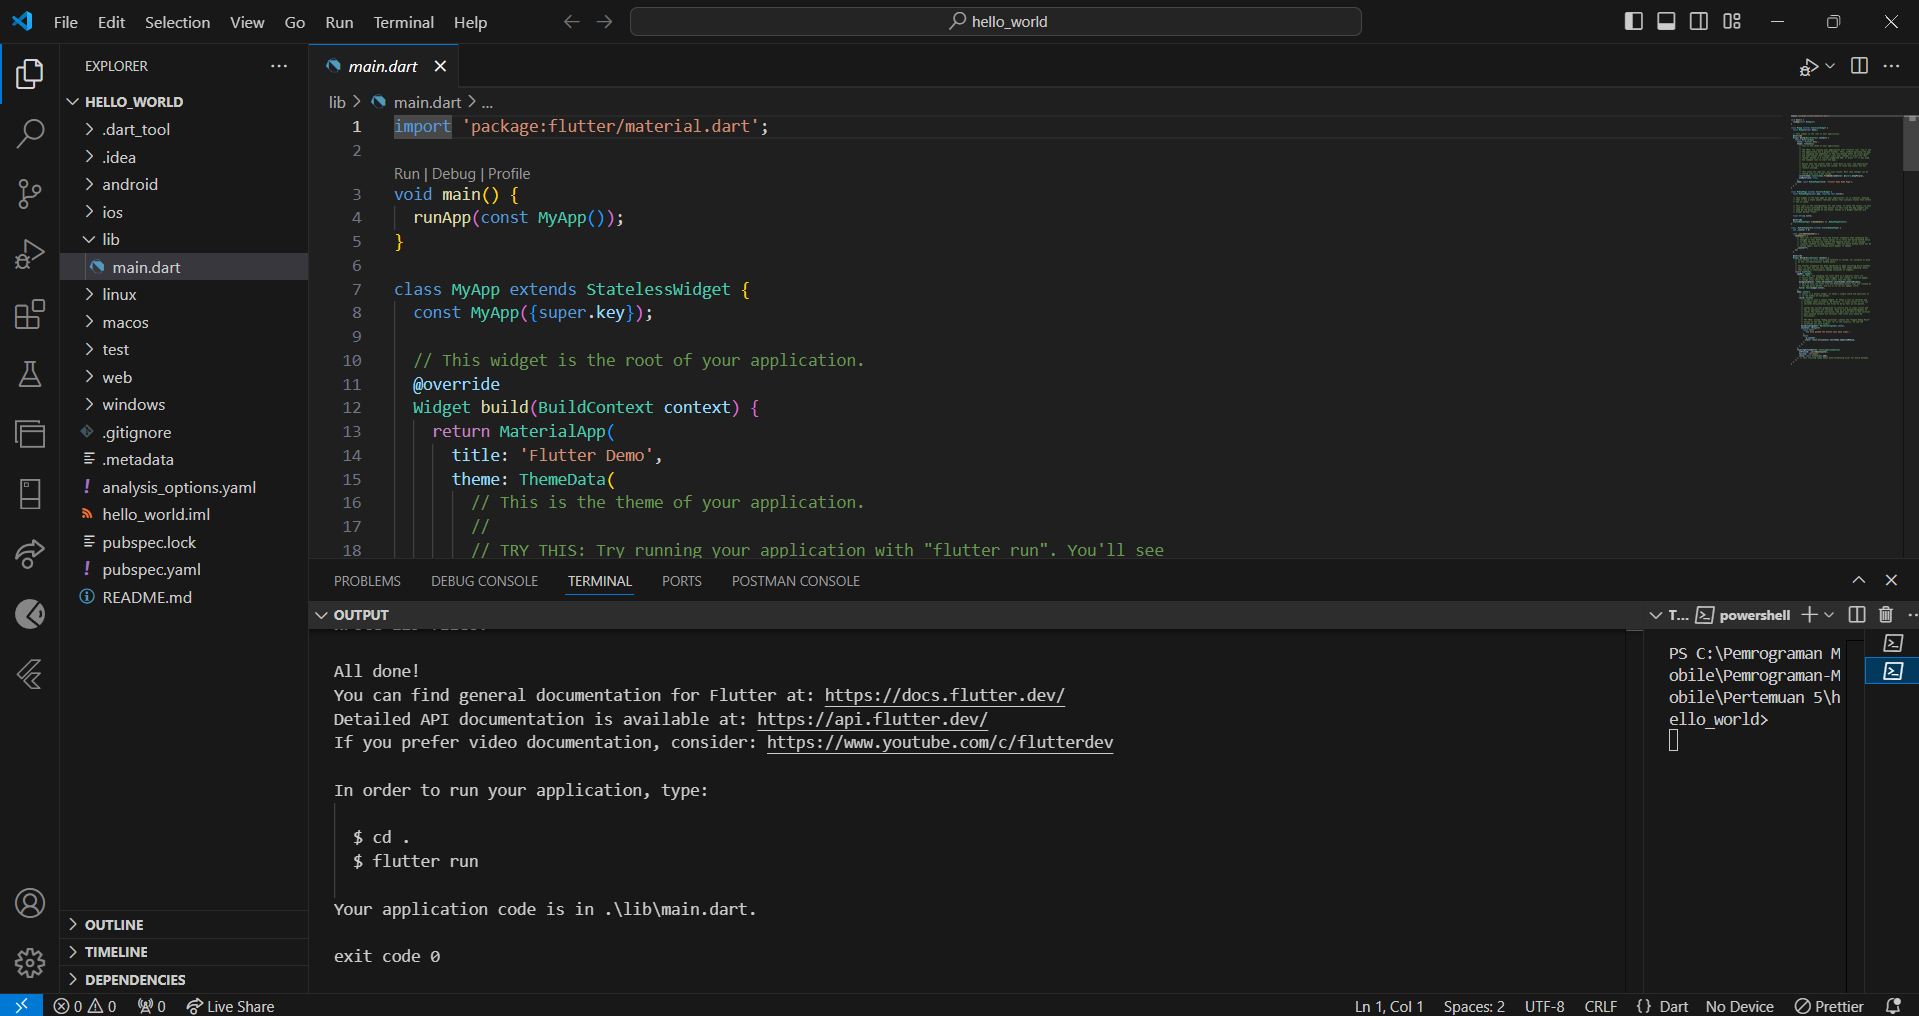 File Edit Selection View Go Run Terminal Help
hello_world
EXPLORER
HELLO_WORLD
.dart_tool
.idea
android
ios
lib
main.dart
linux
macos
test
web
windows
.gitignore
.metadata
analysis_options.yaml
hello_world.iml
pubspec.lock
pubspec.yaml
README.md
OUTLINE
TIMELINE
DEPENDENCIES
main.dart
lib > main.dart > ...
1 import 'package:flutter/material.dart';
2
Run | Debug | Profile
3 void main() {
4 runApp(const MyApp());
5 }
6
7 class MyApp extends StatelessWidget {
8 const MyApp({super.key});
9
10 // This widget is the root of your application.
11 @override
12 Widget build(BuildContext context) {
13 return MaterialApp(
14 title: 'Flutter Demo',
15 theme: ThemeData(
16 // This is the theme of your application.
17 //
18 // TRY THIS: Try running your application with "flutter run". You'll see
PROBLEMS DEBUG CONSOLE TERMINAL PORTS POSTMAN CONSOLE
OUTPUT
All done!
You can find general documentation for Flutter at: https://docs.flutter.dev/
Detailed API documentation is available at: https://api.flutter.dev/
If you prefer video documentation, consider: https://www.youtube.com/c/flutterdev
In order to run your application, type:
$ cd .
$ flutter run
Your application code is in .\lib\main.dart.
exit code 0
T... powershell
PS C:\Pemrograman M
obile\Pemrograman-M
obile\Pertemuan 5\h
ello_world>
0 0 0 Live Share
Ln 1, Col 1 Spaces: 2 UTF-8 CRLF {} Dart No Device Prettier